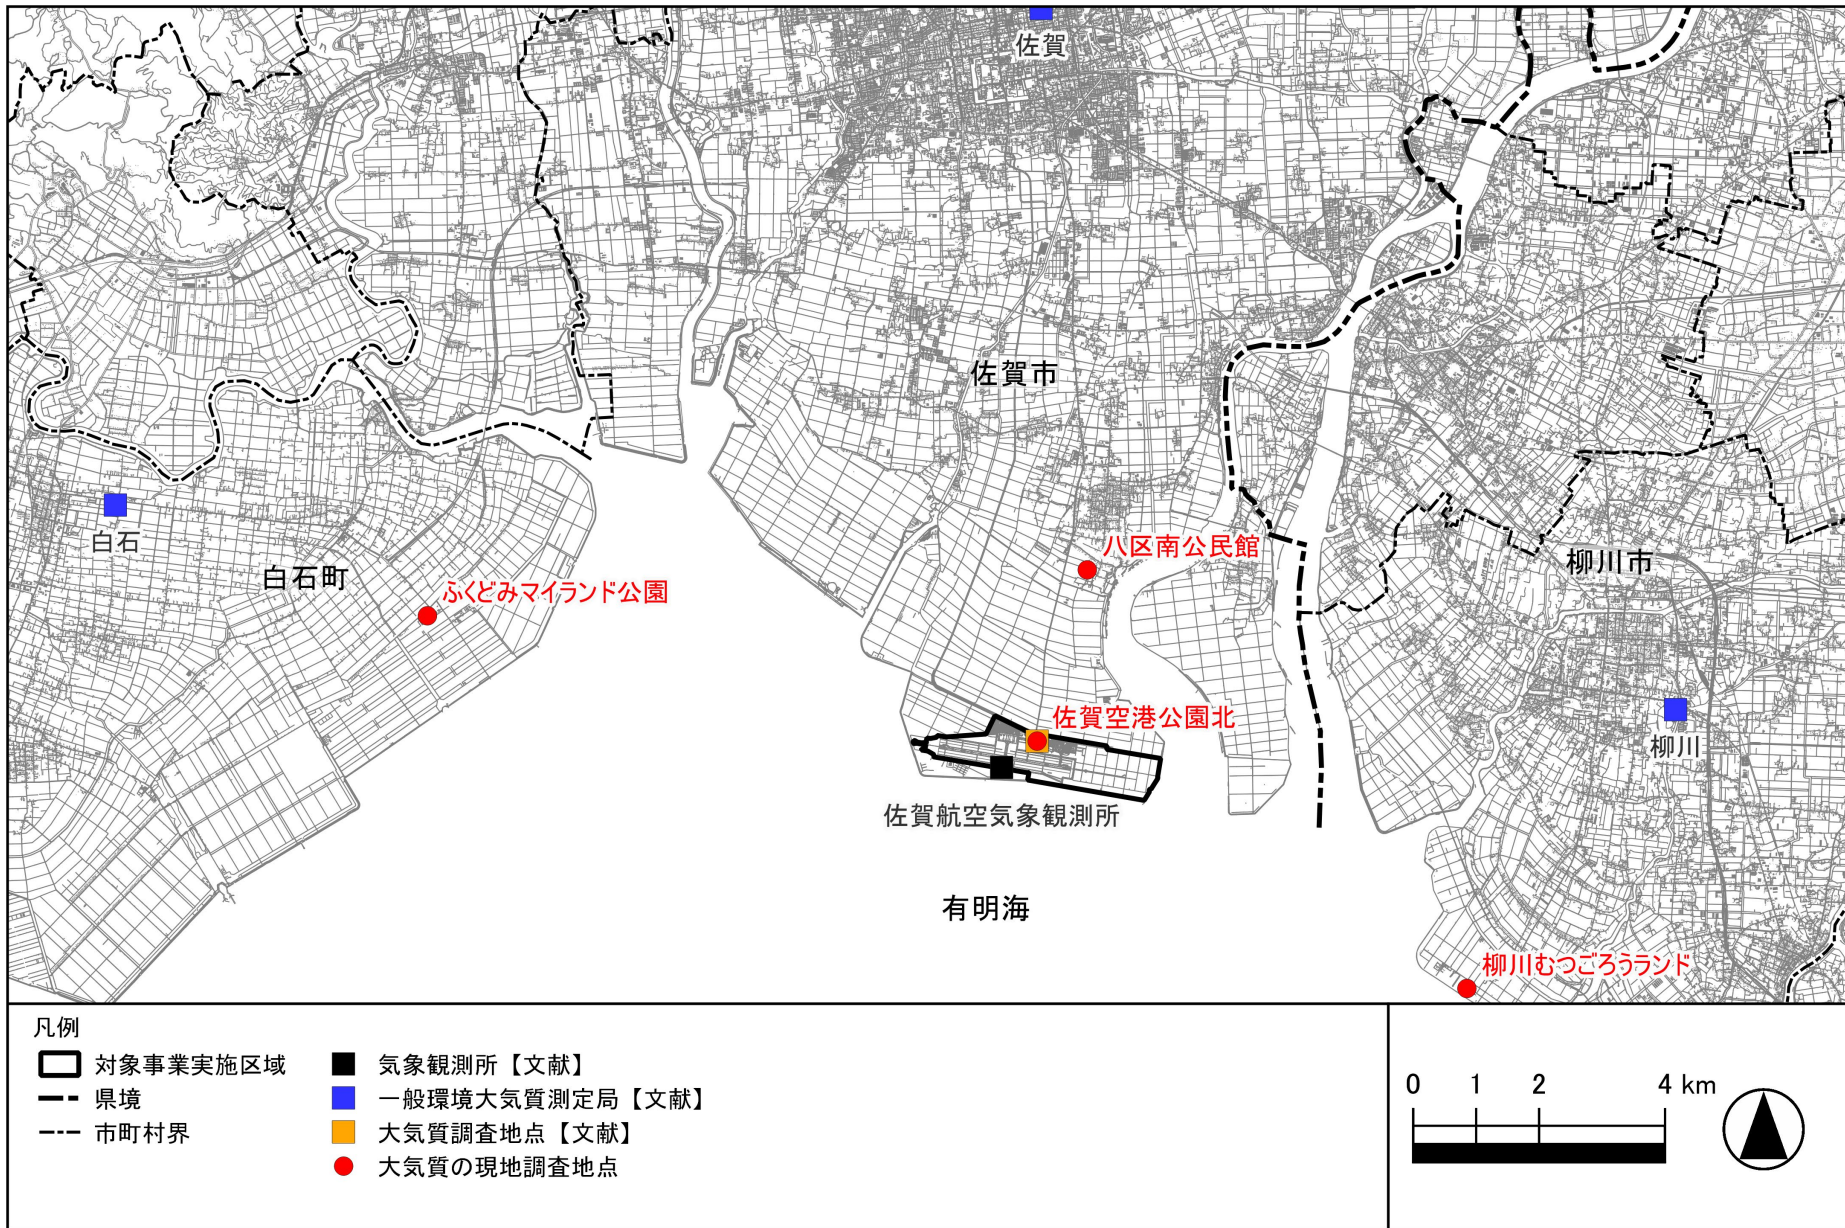 佐賀
佐賀市
八区南公民館
白石
白石町
ふくどみマイランド公園
柳川市
佐賀空港公園北
柳川
佐賀航空気象観測所
有明海
柳川むつごろうランド
凡例
対象事業実施区域
県境
市町村界
気象観測所【文献】
一般環境大気質測定局【文献】
大気質調査地点【文献】
大気質の現地調査地点
0 1 2 4 km